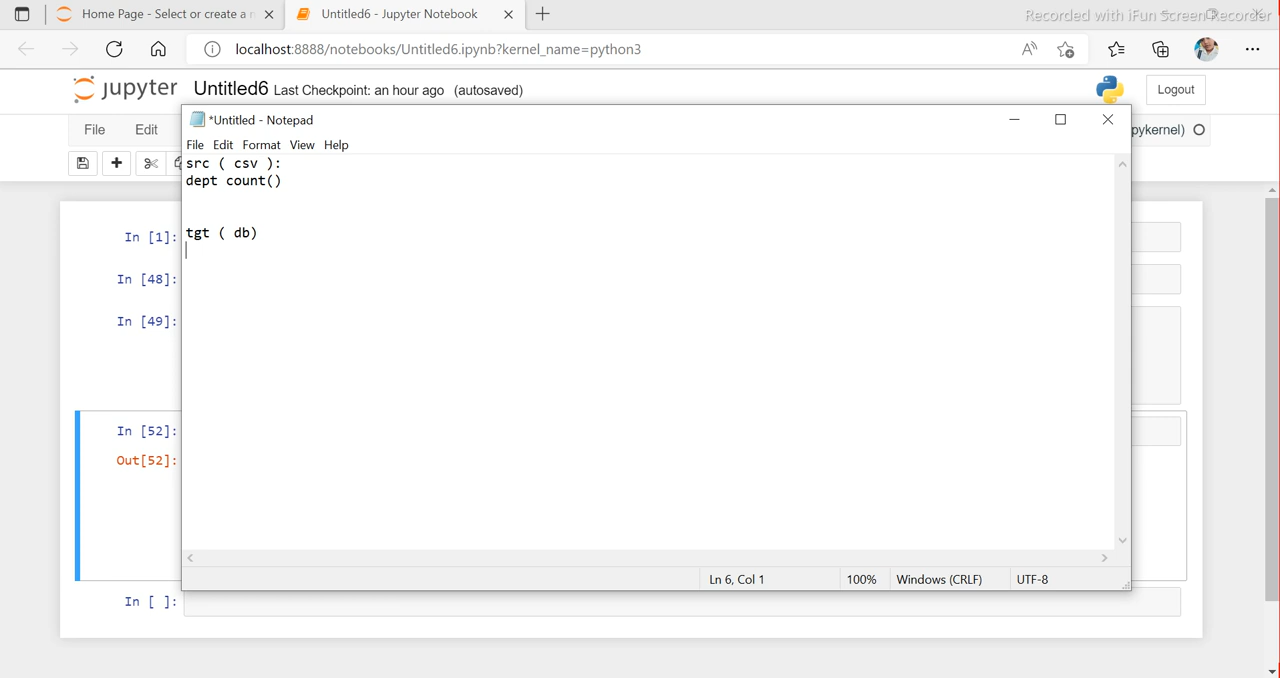 Home Page - Select or create a n
Untitled6 - Jupyter Notebook
Recorded with iFun Screen Recorder
localhost:8888/notebooks/Untitled6.ipynb?kernel_name=python3
jupyter Untitled6 Last Checkpoint: an hour ago (autosaved)
Logout
File Edit
pykernel)
*Untitled - Notepad
File Edit Format View Help
src ( csv ):
dept count()
tgt ( db)
In [1]:
In [48]:
In [49]:
In [52]:
Out[52]:
In [ ]:
Ln 6, Col 1 100% Windows (CRLF) UTF-8